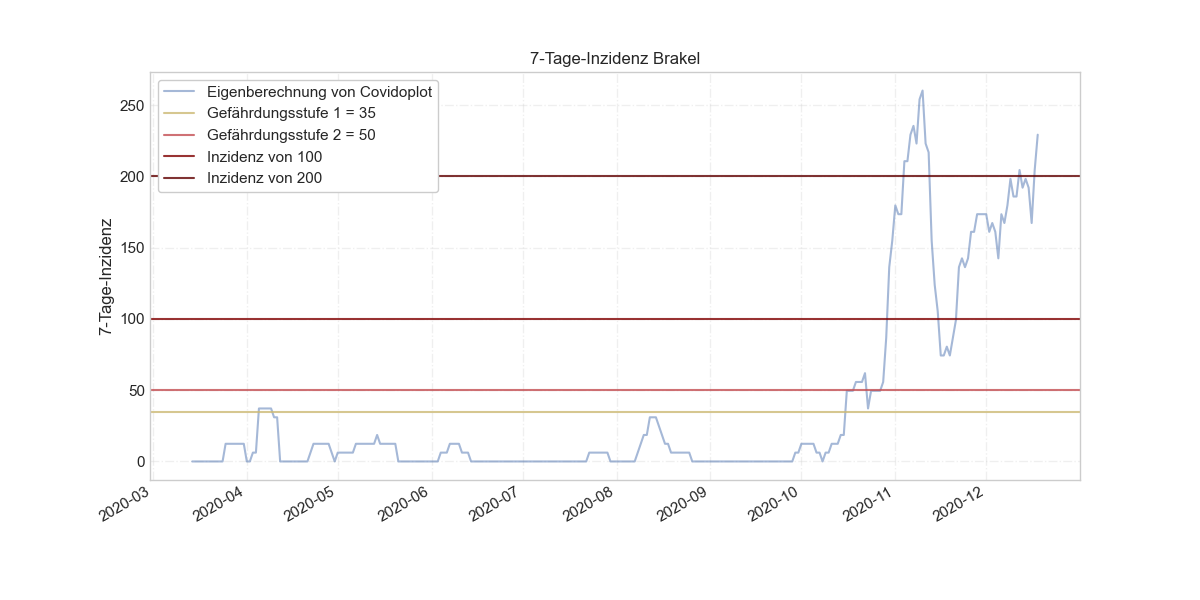 7-Tage-Inzidenz Brakel
Eigenberechnung von Covidoplot
Gefährdungsstufe 1 = 35
Gefährdungsstufe 2 = 50
Inzidenz von 100
Inzidenz von 200
7-Tage-Inzidenz
250
200
150
100
50
0
2020-03
2020-04
2020-05
2020-06
2020-07
2020-08
2020-09
2020-10
2020-11
2020-12